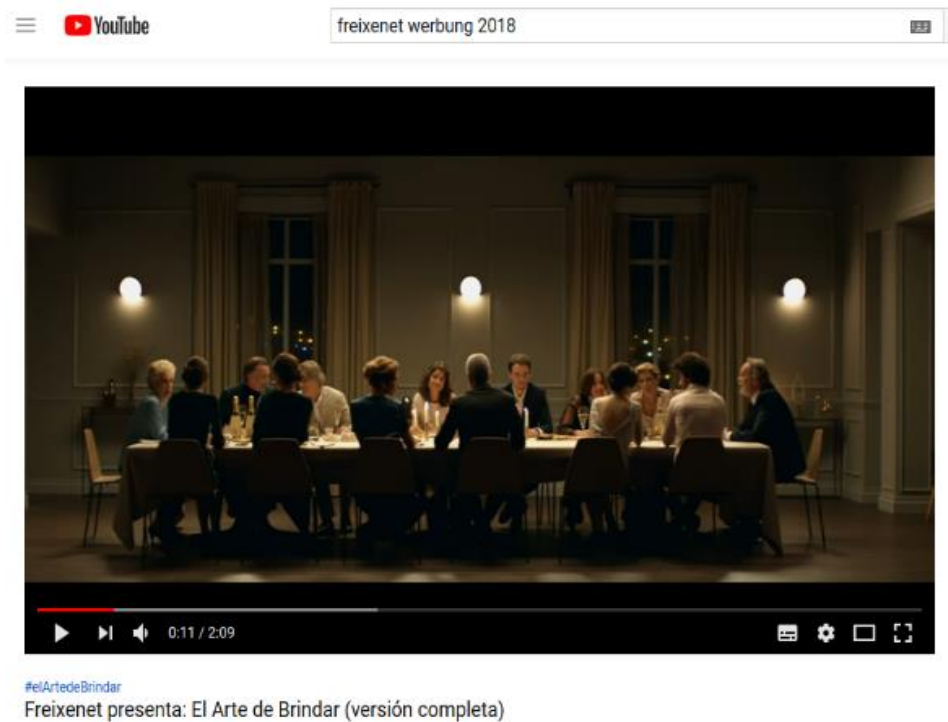 YouTube
freixenet werbung 2018
0:11 / 2:09
#elArtedeBrindar
Freixenet presenta: El Arte de Brindar (versión completa)